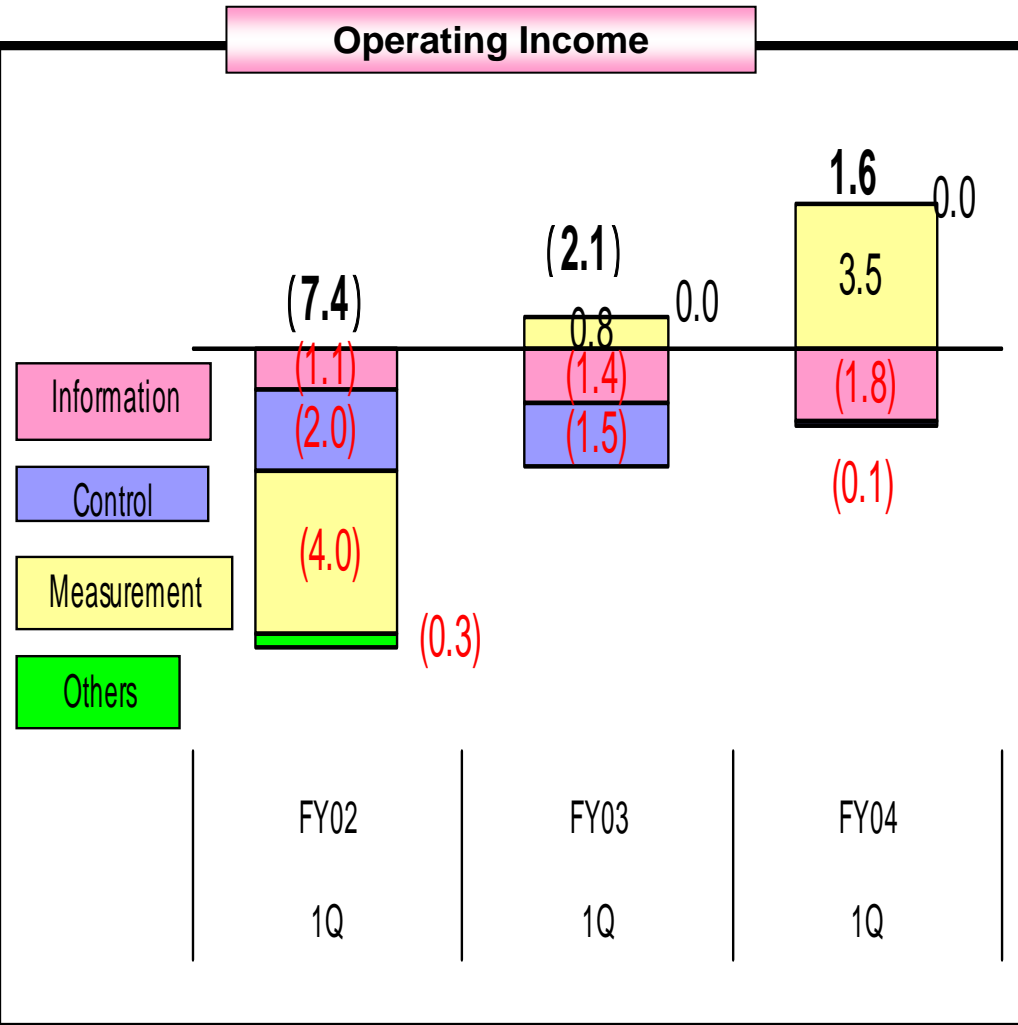 Operating Income
1.6
0.0
(2.1)
3.5
(7.4)
0.0
0.8
(1.1)
(1.4)
(1.8)
Information
(2.0)
(1.5)
(0.1)
Control
(4.0)
Measurement
(0.3)
Others
FY02 FY03 FY04
1Q 1Q 1Q